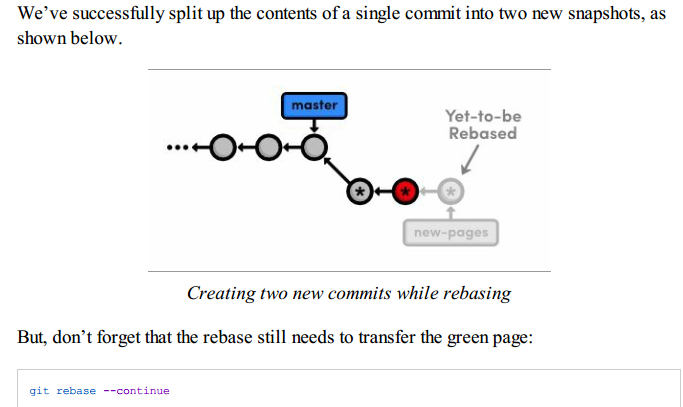 We’ve successfully split up the contents of a single commit into two new snapshots, as
shown below.
master
Yet-to-be
Rebased
* * *
new-pages
Creating two new commits while rebasing
But, don’t forget that the rebase still needs to transfer the green page:
git rebase --continue